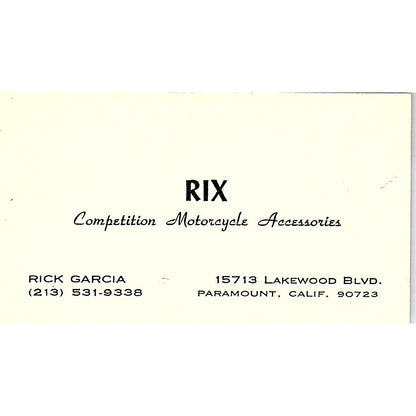 RIX
Competition Motorcycle Accessories
RICK GARCIA
(213) 531-9338
15713 LAKEWOOD BLVD.
PARAMOUNT, CALIF. 90723